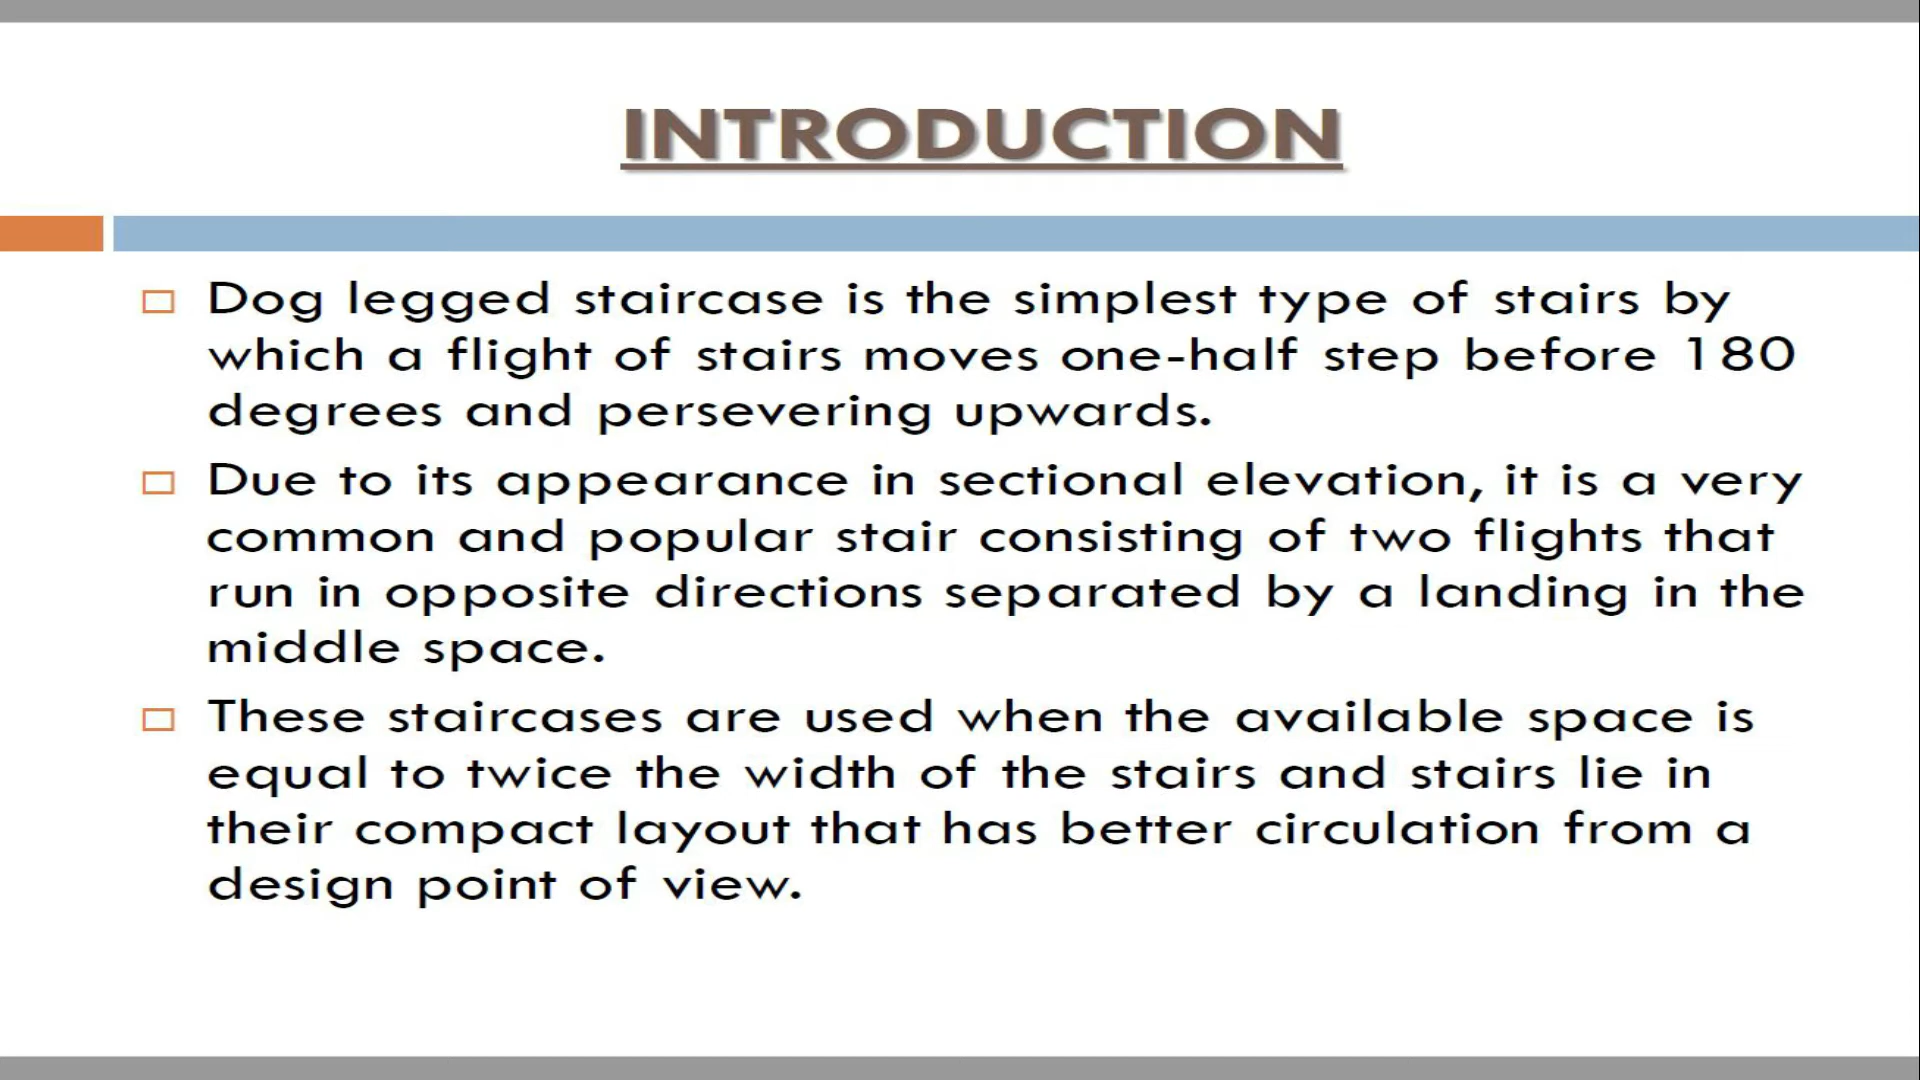 INTRODUCTION
Dog legged staircase is the simplest type of stairs by
which a flight of stairs moves one-half step before 180
degrees and persevering upwards.
Due to its appearance in sectional elevation, it is a very
common and popular stair consisting of two flights that
run in opposite directions separated by a landing in the
middle space.
These staircases are used when the available space is
equal to twice the width of the stairs and stairs lie in
their compact layout that has better circulation from a
design point of view.